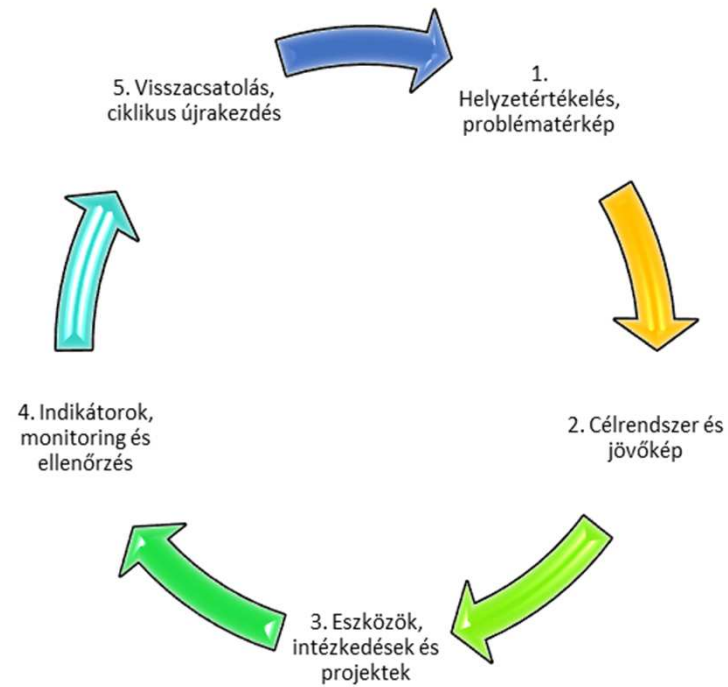 1.
Helyzetértékelés,
problématérkép
2. Célrendszer és
jövőkép
3. Eszközök,
intézkedések és
projektek
4. Indikátorok,
monitoring és
ellenőrzés
5. Visszacsatolás,
ciklikus újrakezdés